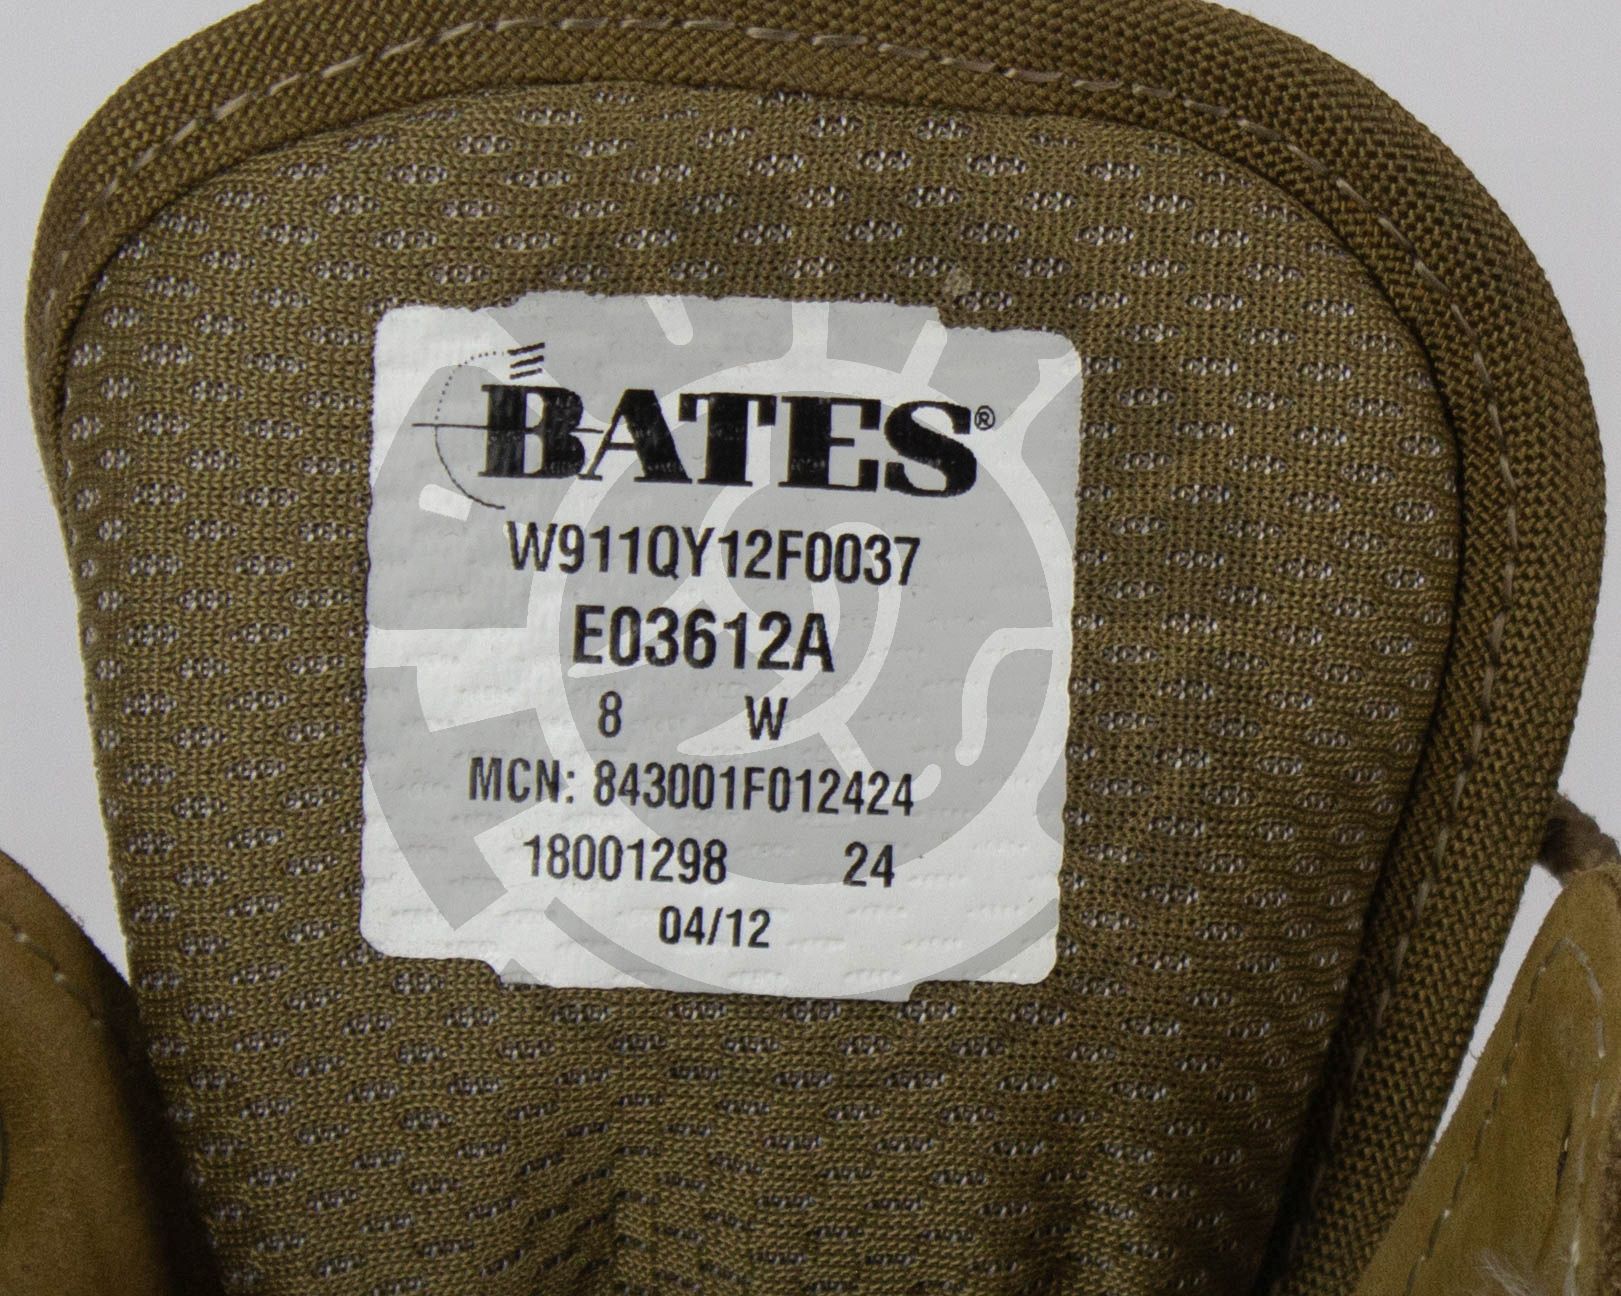 BATES®
W911QY12F0037
E03612A
8 W
MCN: 843001F012424
18001298 24
04/12